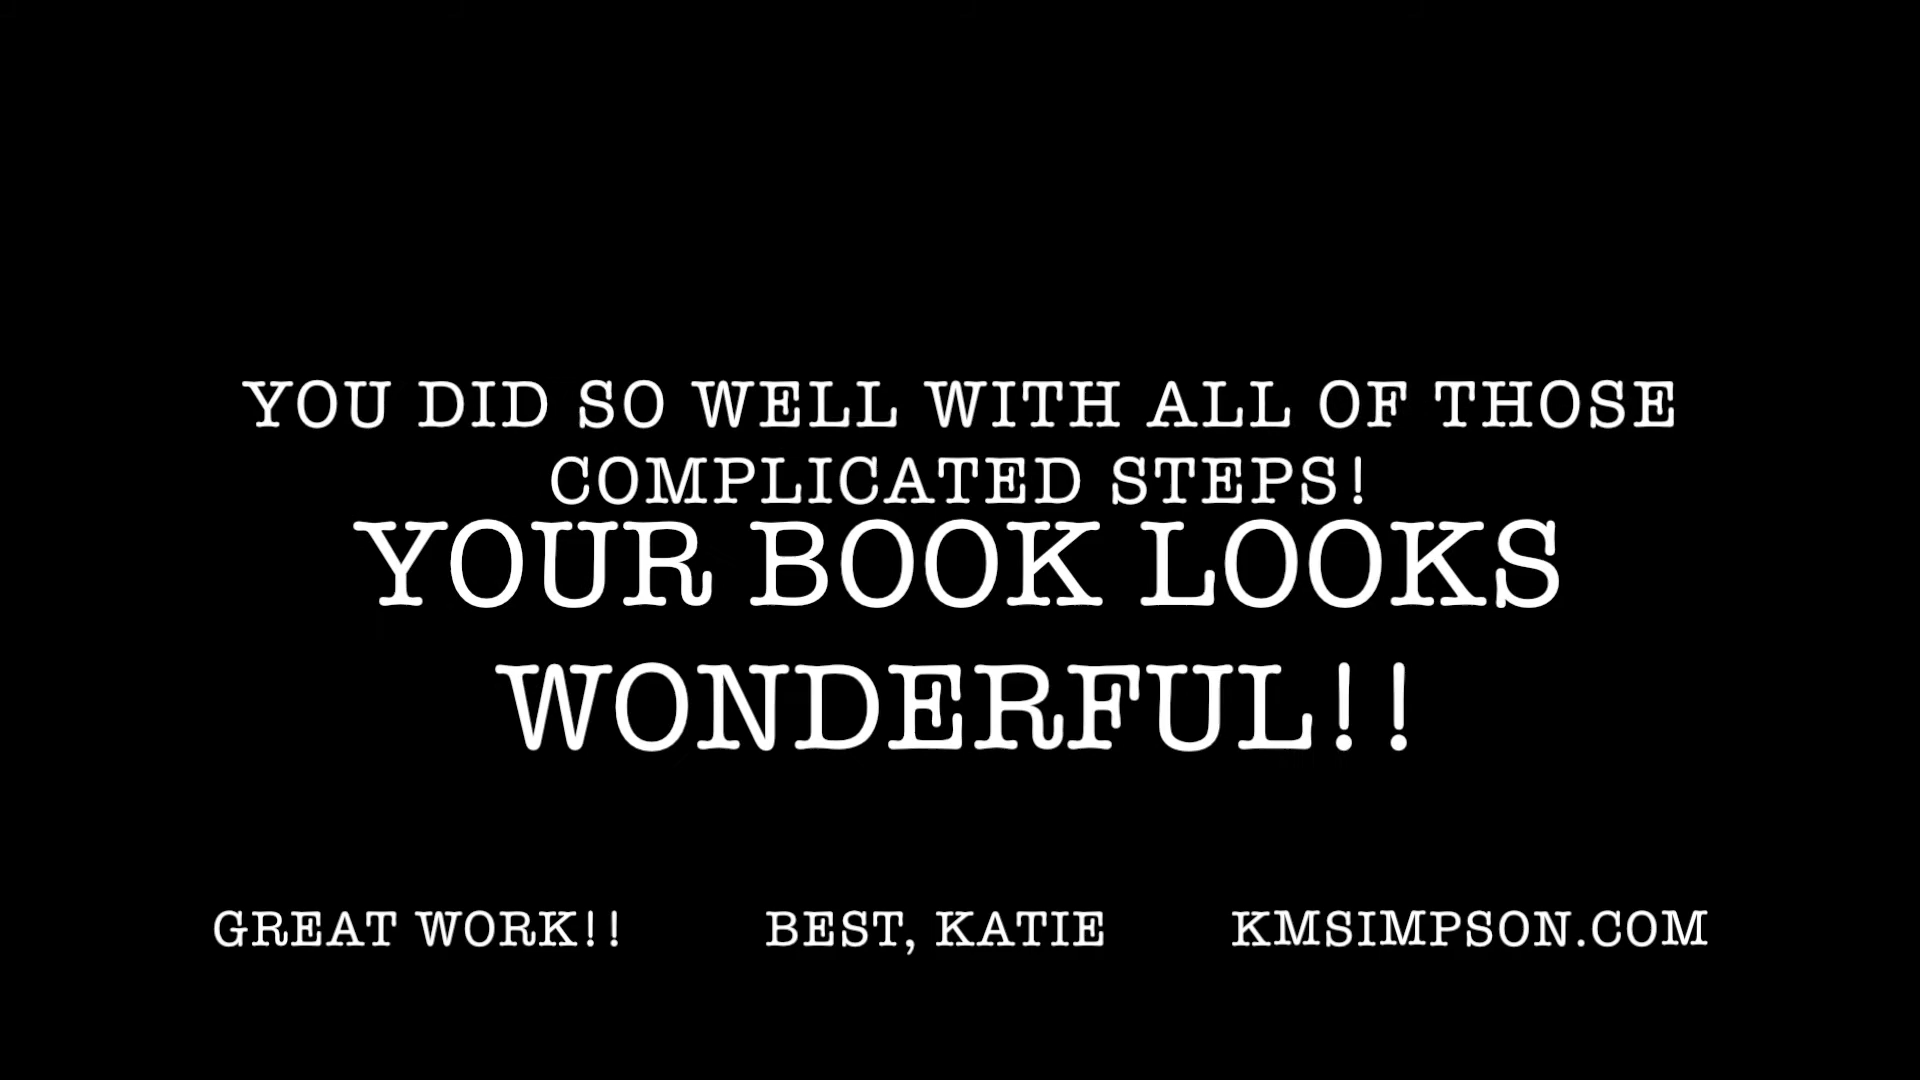 YOU DID SO WELL WITH ALL OF THOSE
COMPLICATED STEPS!
YOUR BOOK LOOKS
WONDERFUL!!
GREAT WORK!!
BEST, KATIE
KMSIMPSON.COM